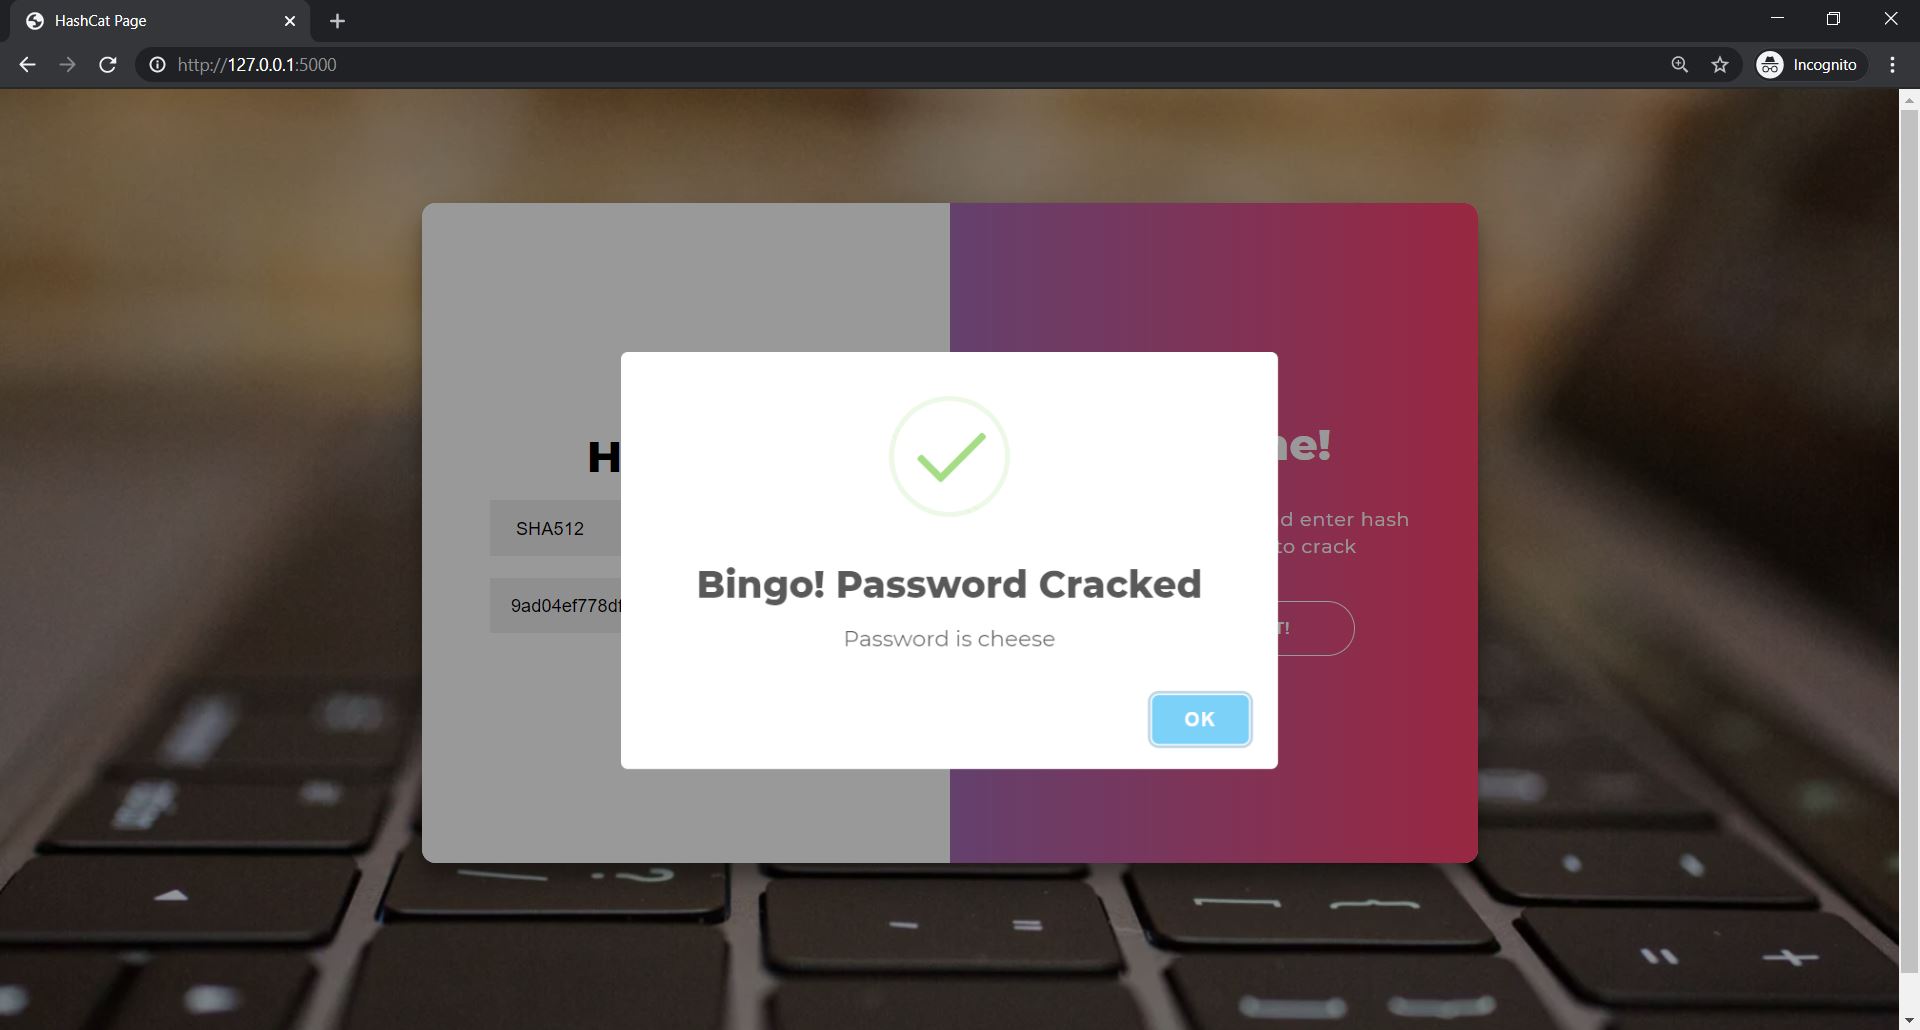 HashCat Page
http://127.0.0.1:5000
Incognito
H
ne!
SHA512
d enter hash
to crack
Bingo! Password Cracked
9ad04ef778df
T!
Password is cheese
OK